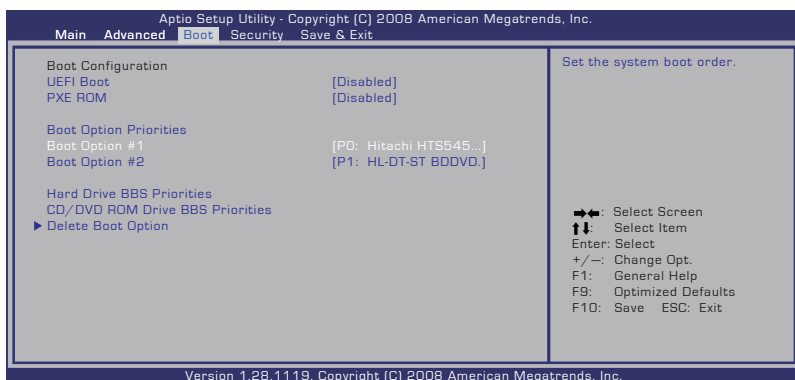 Aptio Setup Utility - Copyright (C) 2008 American Megatrends, Inc.
Main Advanced Boot Security Save & Exit
Boot Configuration
UEFI Boot [Disabled]
PXE ROM [Disabled]
Boot Option Priorities
Boot Option #1 [P0: Hitachi HTS545...]
Boot Option #2 [P1: HL-DT-ST BDDVD.]
Hard Drive BBS Priorities
CD/DVD ROM Drive BBS Priorities
▶ Delete Boot Option
Set the system boot order.
→←: Select Screen
↑↓: Select Item
Enter: Select
+/—: Change Opt.
F1: General Help
F9: Optimized Defaults
F10: Save ESC: Exit
Version 1.28.1119. Copyright (C) 2008 American Megatrends, Inc.